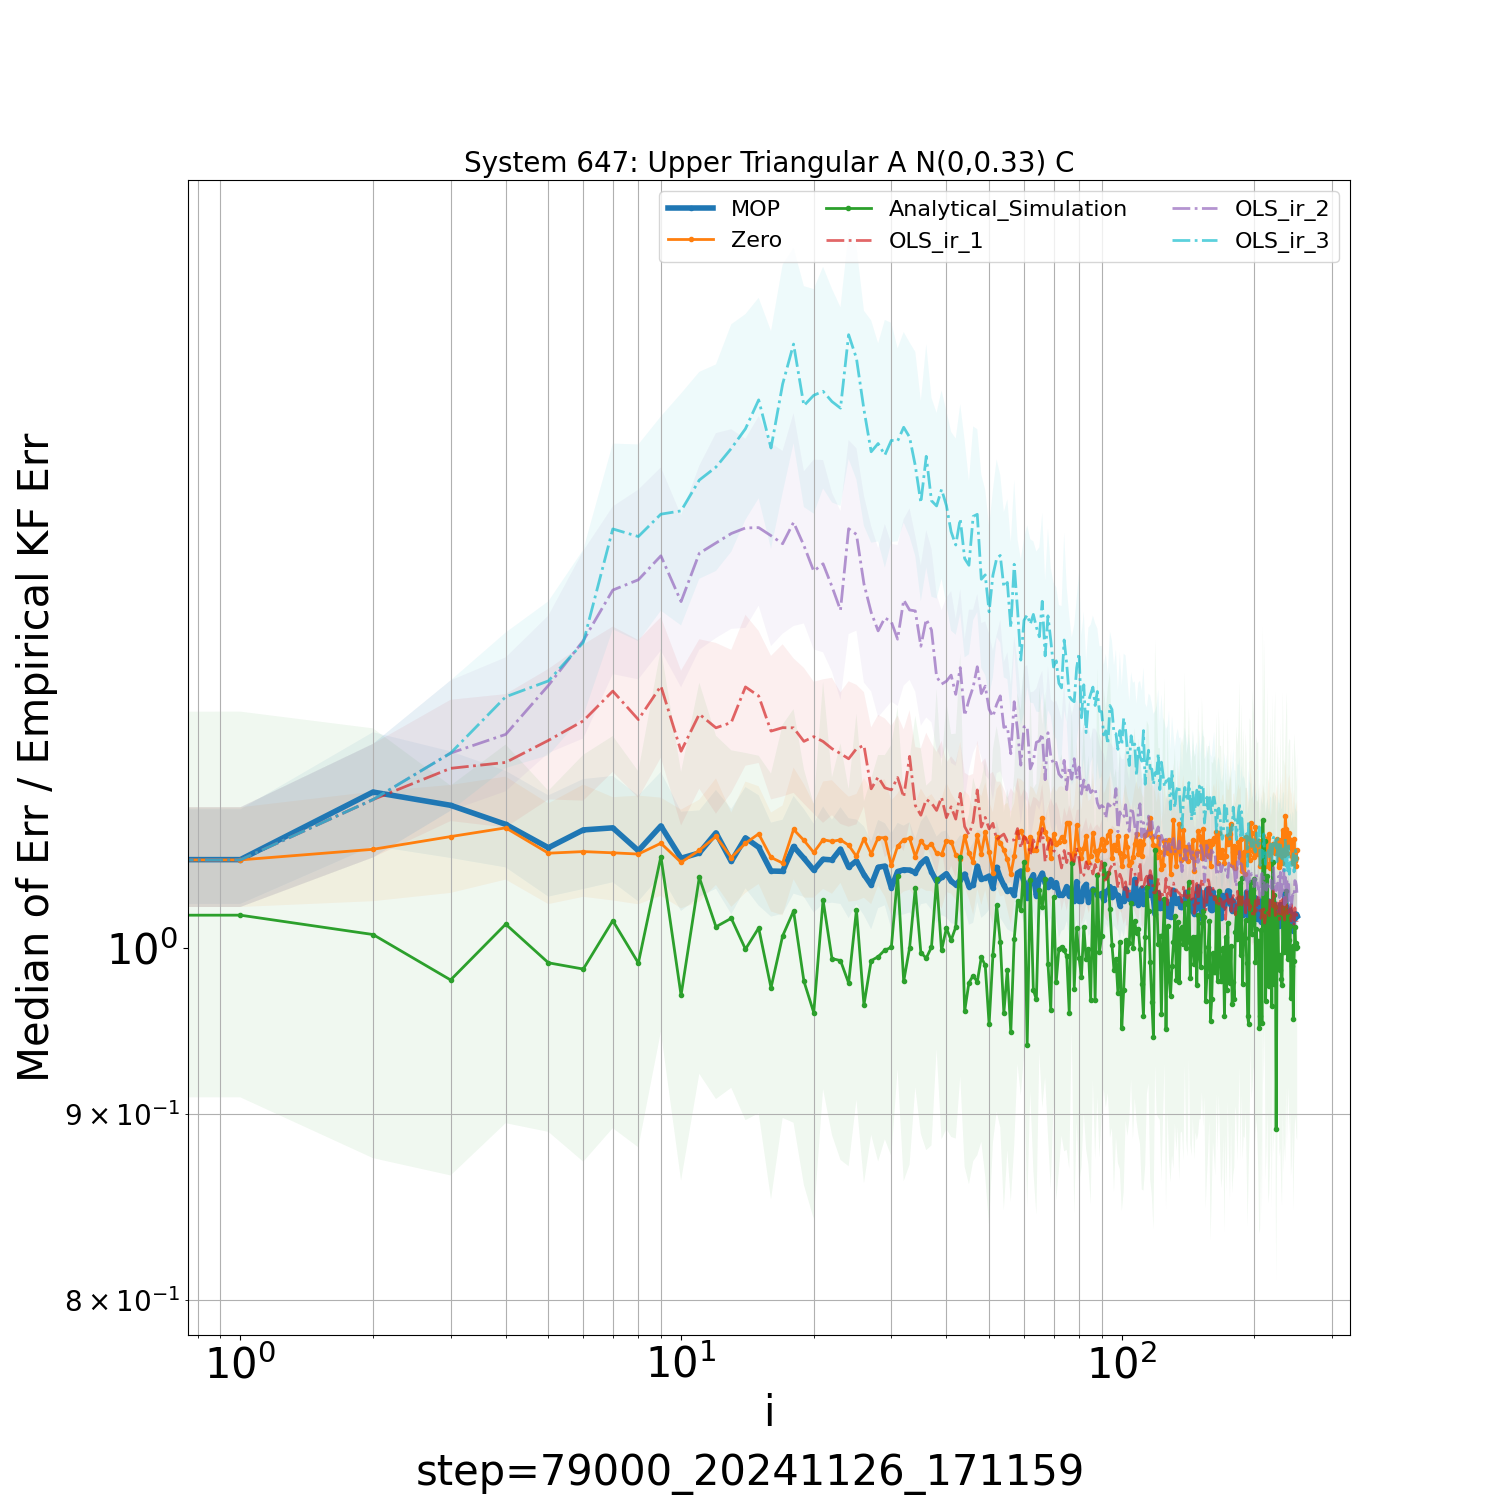 System 647: Upper Triangular A N(0,0.33) C
MOP
Zero
Analytical_Simulation
OLS_ir_1
OLS_ir_2
OLS_ir_3
Median of Err / Empirical KF Err
10⁰
9 × 10⁻¹
8 × 10⁻¹
10⁰ 10¹ 10²
i
step=79000_20241126_171159